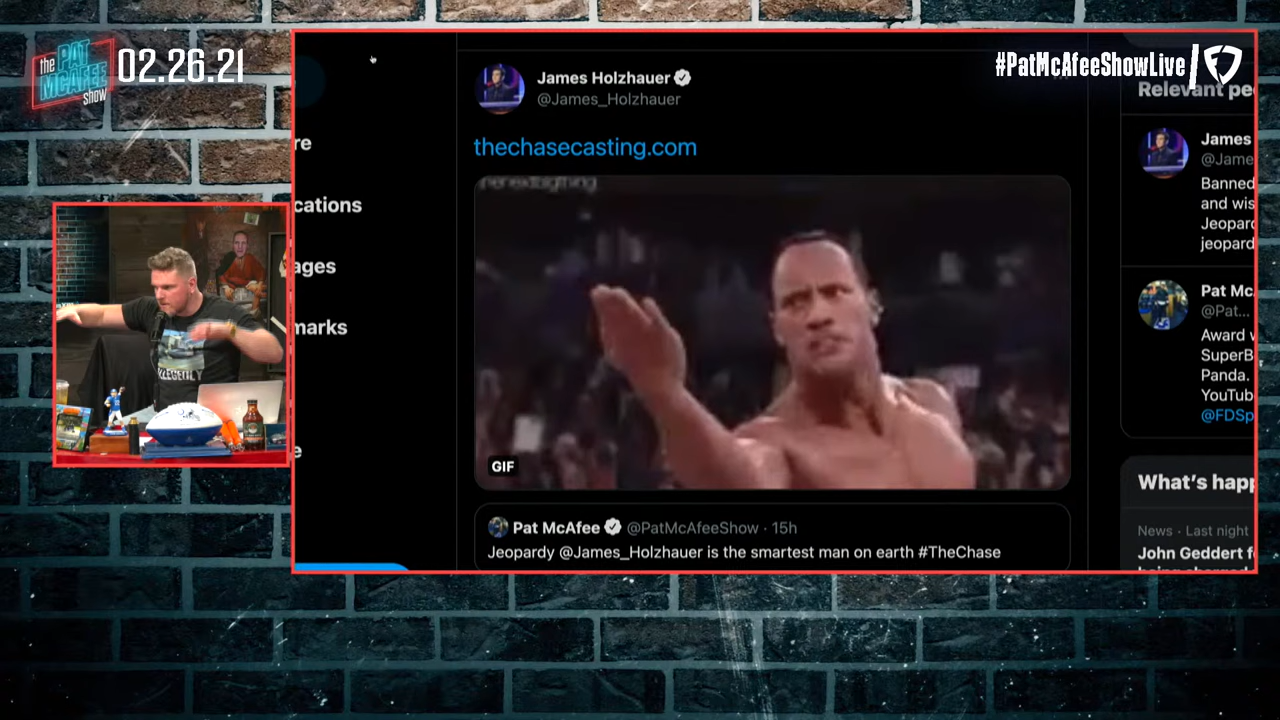 the PAT McAFEE show
02.26.21
#PatMcAfeeShowLive
re
cations
ages
marks
e
James Holzhauer
@James_Holzhauer
thechasecasting.com
GIF
Pat McAfee @PatMcAfeeShow · 15h
Jeopardy @James_Holzhauer is the smartest man on earth #TheChase
Relevant pe
James
@Jame
Banned
and wis
Jeopard
jeopard
Pat Mc
@Pat...
Award w
SuperB
Panda.
YouTub
@FDSp
What's happ
News · Last night
John Geddert f